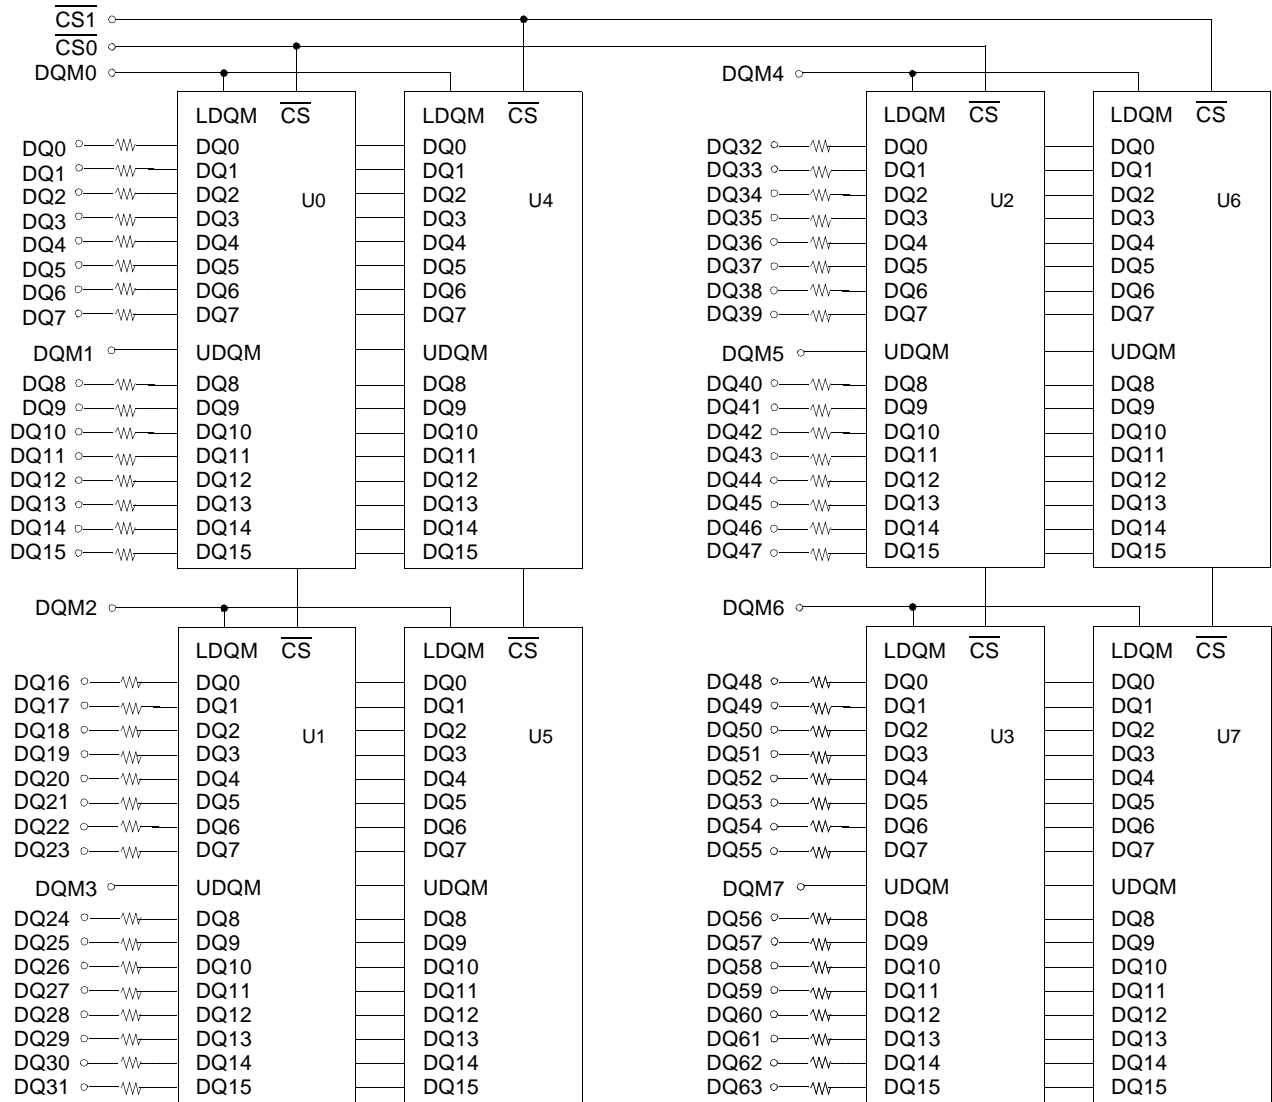 CS1
CS0
DQM0
DQM4
LDQM CS LDQM CS LDQM CS LDQM CS
DQ0 DQ0 DQ0 DQ32 DQ0 DQ0
DQ1 DQ1 DQ1 DQ33 DQ1 DQ1
DQ2 DQ2 DQ2 DQ34 DQ2 DQ2
U0 U4 U2 U6
DQ3 DQ3 DQ3 DQ35 DQ3 DQ3
DQ4 DQ4 DQ4 DQ36 DQ4 DQ4
DQ5 DQ5 DQ5 DQ37 DQ5 DQ5
DQ6 DQ6 DQ6 DQ38 DQ6 DQ6
DQ7 DQ7 DQ7 DQ39 DQ7 DQ7
DQM1 UDQM UDQM DQM5 UDQM UDQM
DQ8 DQ8 DQ8 DQ40 DQ8 DQ8
DQ9 DQ9 DQ9 DQ41 DQ9 DQ9
DQ10 DQ10 DQ10 DQ42 DQ10 DQ10
DQ11 DQ11 DQ11 DQ43 DQ11 DQ11
DQ12 DQ12 DQ12 DQ44 DQ12 DQ12
DQ13 DQ13 DQ13 DQ45 DQ13 DQ13
DQ14 DQ14 DQ14 DQ46 DQ14 DQ14
DQ15 DQ15 DQ15 DQ47 DQ15 DQ15
DQM2 DQM6
LDQM CS LDQM CS LDQM CS LDQM CS
DQ16 DQ0 DQ0 DQ48 DQ0 DQ0
DQ17 DQ1 DQ1 DQ49 DQ1 DQ1
DQ18 DQ2 DQ2 DQ50 DQ2 DQ2
U1 U5 U3 U7
DQ19 DQ3 DQ3 DQ51 DQ3 DQ3
DQ20 DQ4 DQ4 DQ52 DQ4 DQ4
DQ21 DQ5 DQ5 DQ53 DQ5 DQ5
DQ22 DQ6 DQ6 DQ54 DQ6 DQ6
DQ23 DQ7 DQ7 DQ55 DQ7 DQ7
DQM3 UDQM UDQM DQM7 UDQM UDQM
DQ24 DQ8 DQ8 DQ56 DQ8 DQ8
DQ25 DQ9 DQ9 DQ57 DQ9 DQ9
DQ26 DQ10 DQ10 DQ58 DQ10 DQ10
DQ27 DQ11 DQ11 DQ59 DQ11 DQ11
DQ28 DQ12 DQ12 DQ60 DQ12 DQ12
DQ29 DQ13 DQ13 DQ61 DQ13 DQ13
DQ30 DQ14 DQ14 DQ62 DQ14 DQ14
DQ31 DQ15 DQ15 DQ63 DQ15 DQ15